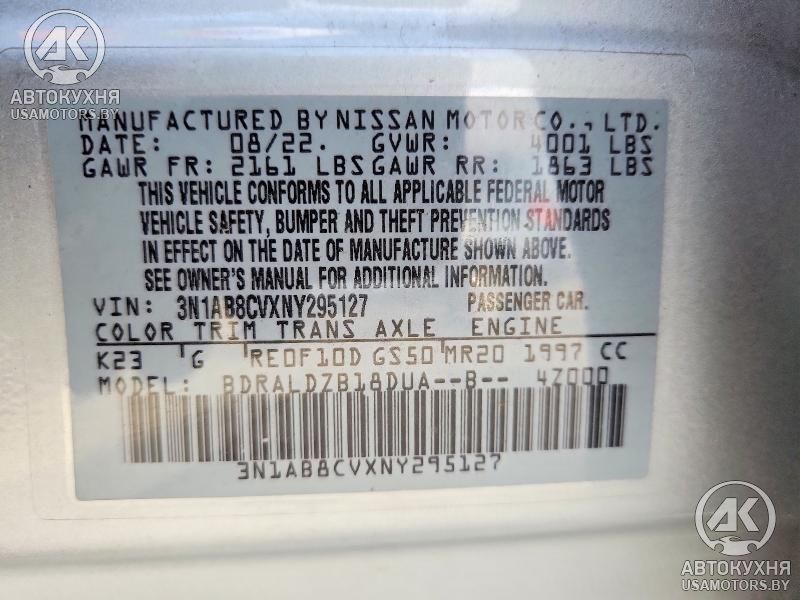 AK
АВТОКУХНЯ
USAMOTORS.BY
MANUFACTURED BY NISSAN MOTOR CO., LTD.
DATE: 08/22. GVWR: 4001 LBS
GAWR FR: 2161 LBS GAWR RR: 1863 LBS
THIS VEHICLE CONFORMS TO ALL APPLICABLE FEDERAL MOTOR
VEHICLE SAFETY, BUMPER AND THEFT PREVENTION STANDARDS
IN EFFECT ON THE DATE OF MANUFACTURE SHOWN ABOVE.
SEE OWNER'S MANUAL FOR ADDITIONAL INFORMATION.
VIN: 3N1AB8CVXNY295127 PASSENGER CAR.
COLOR TRIM TRANS AXLE ENGINE
K23 G RE0F10D GS50 MR20 1997 CC
MODEL: BDRALDZB18DUA--B-- 4Z000
3N1AB8CVXNY295127
AK
АВТОКУХНЯ
USAMOTORS.BY